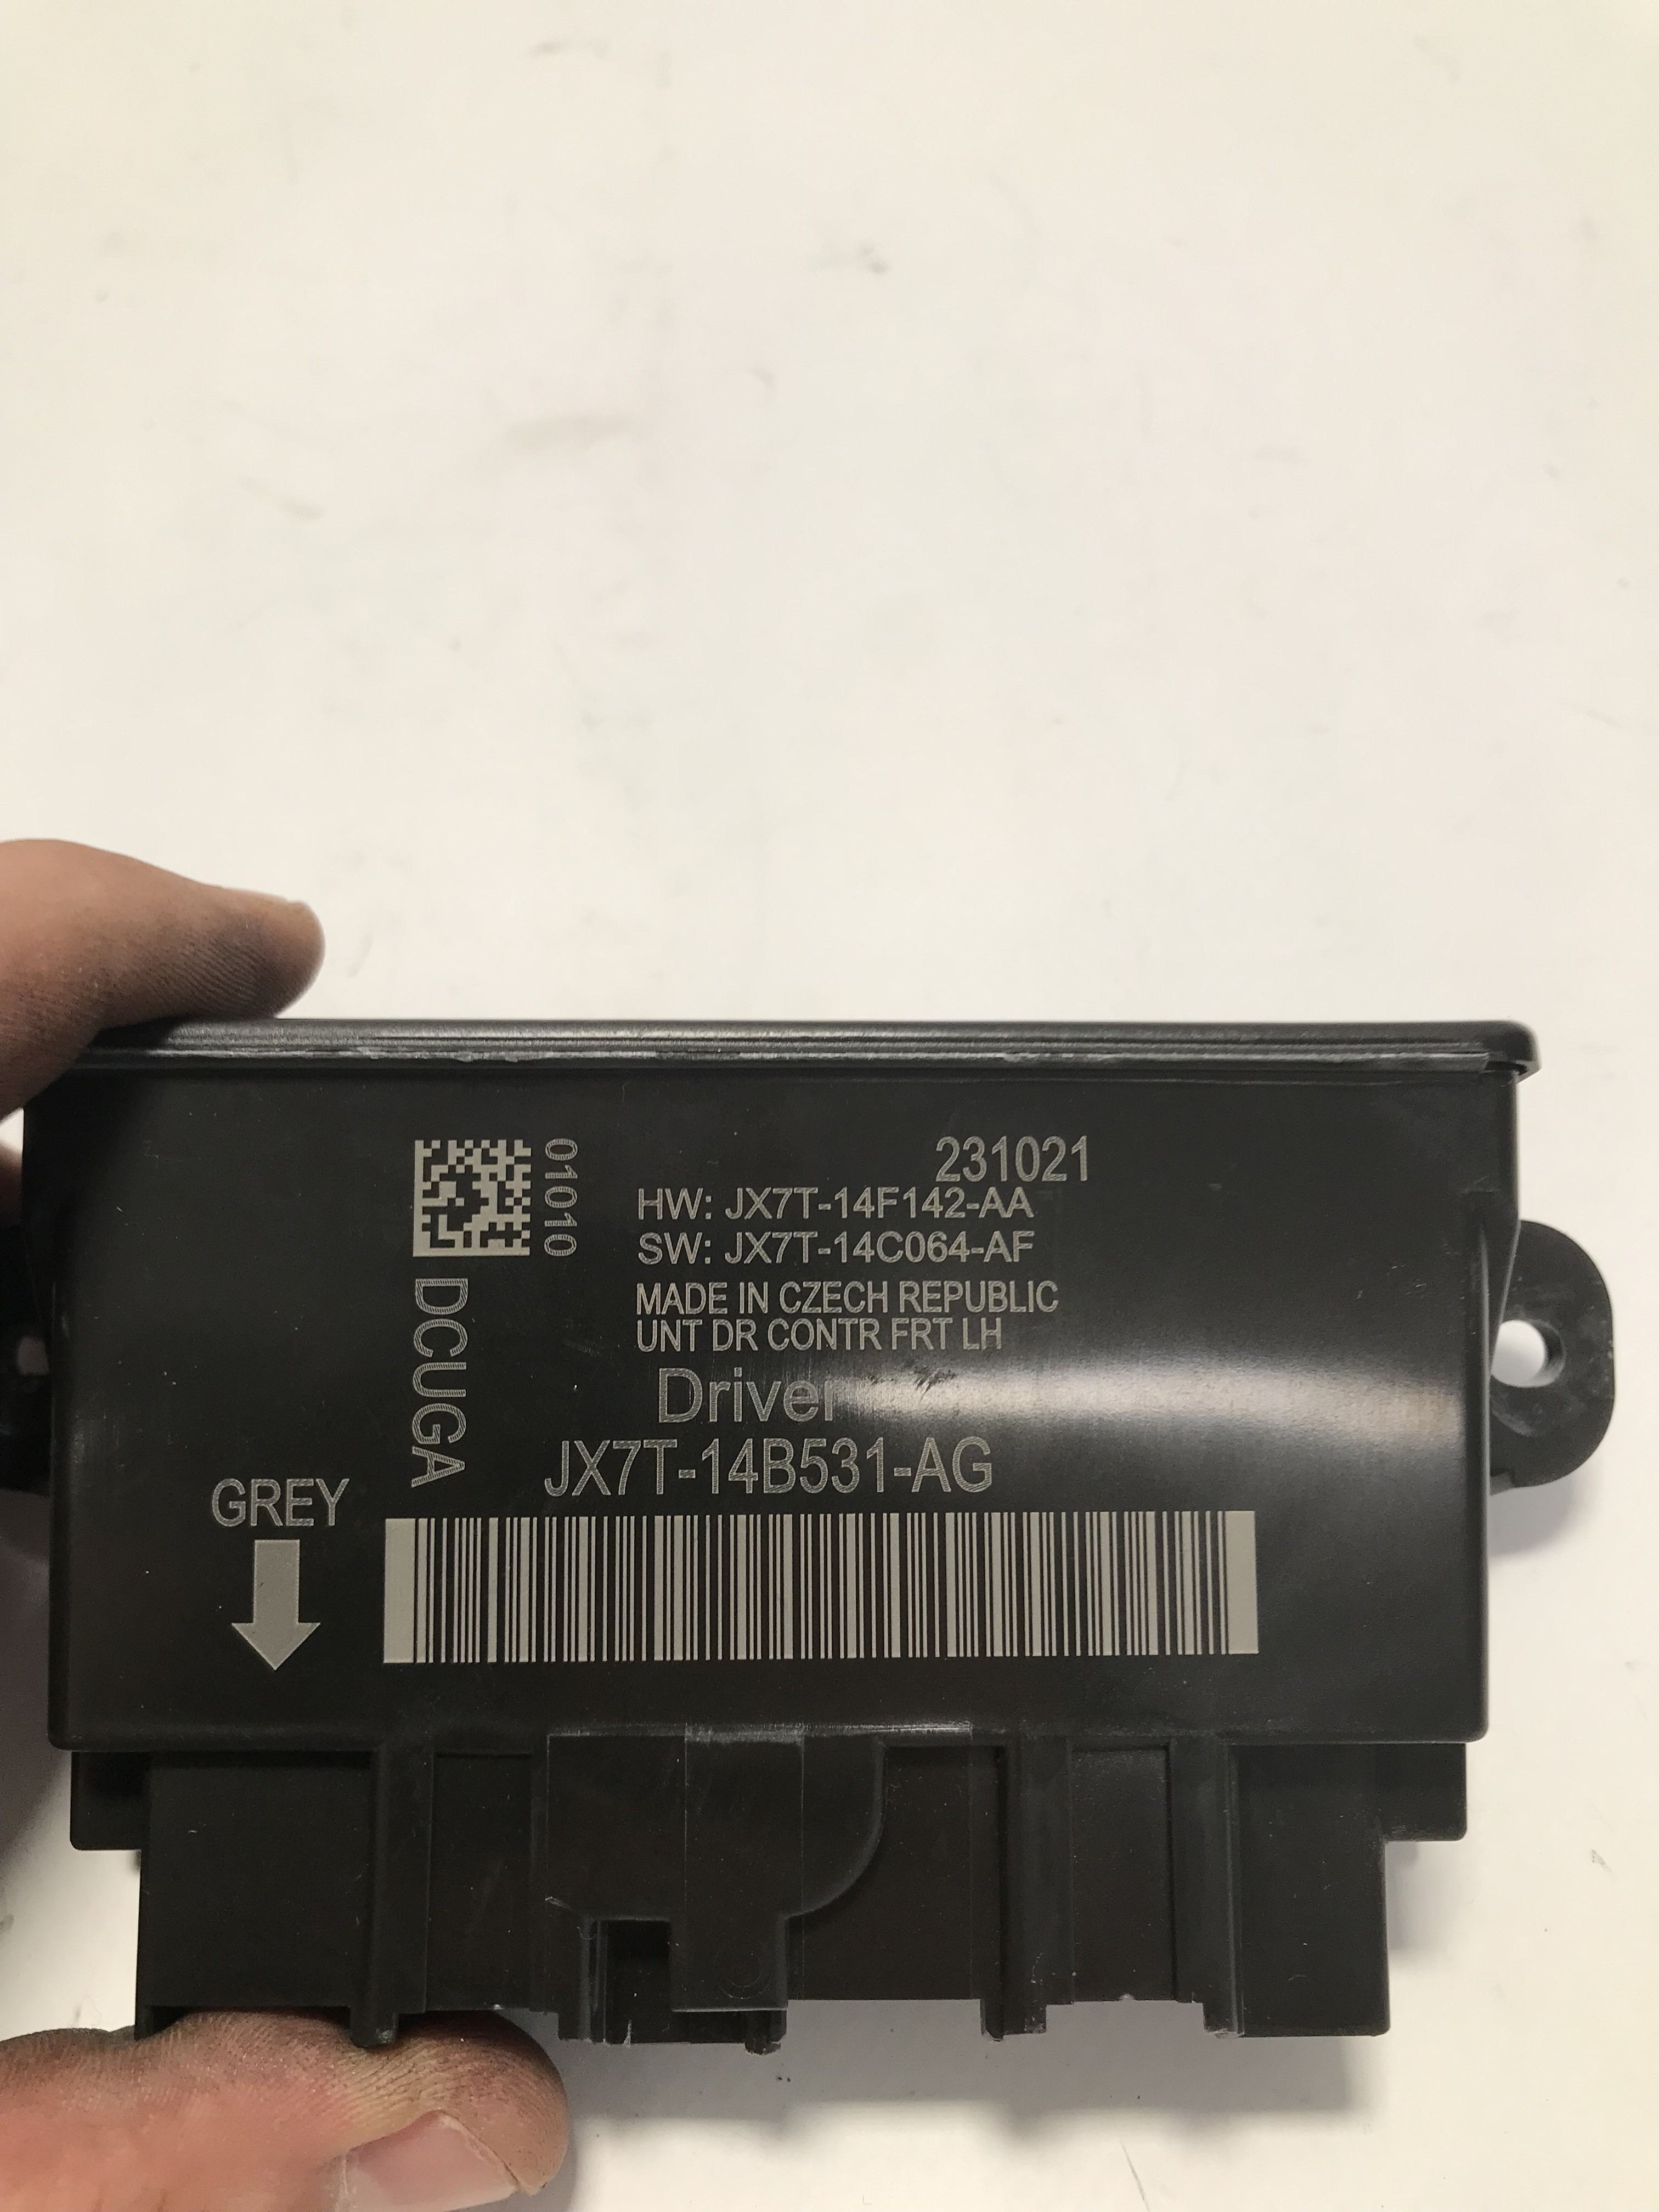 231021
01010
HW: JX7T-14F142-AA
SW: JX7T-14C064-AF
MADE IN CZECH REPUBLIC
UNT DR CONTR FRT LH
DCUGA
Driver
JX7T-14B531-AG
GREY